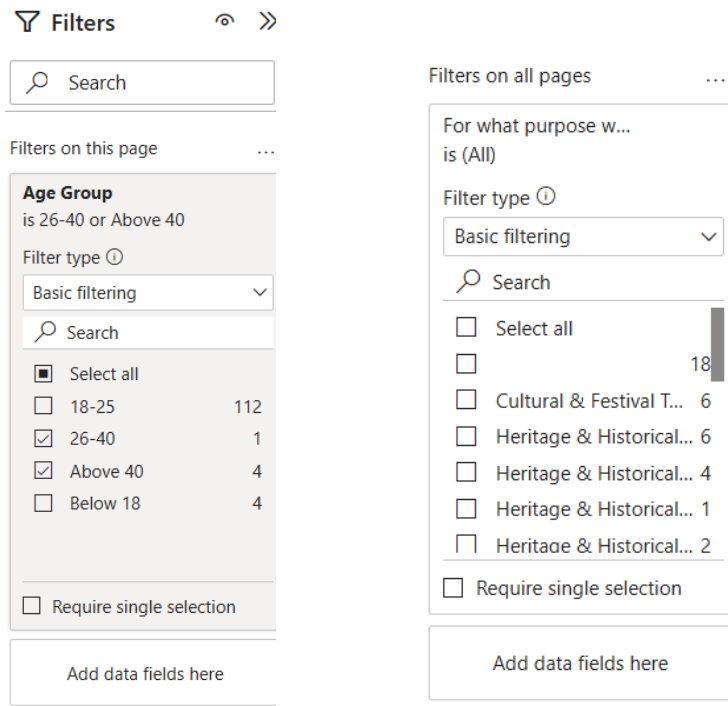 Filters
Search
Filters on this page
...
Age Group
is 26-40 or Above 40
Filter type
Basic filtering
Search
Select all
18-25 112
26-40 1
Above 40 4
Below 18 4
Require single selection
Add data fields here
Filters on all pages
...
For what purpose w...
is (All)
Filter type
Basic filtering
Search
Select all
18
Cultural & Festival T... 6
Heritage & Historical... 6
Heritage & Historical... 4
Heritage & Historical... 1
Heritage & Historical... 2
Require single selection
Add data fields here